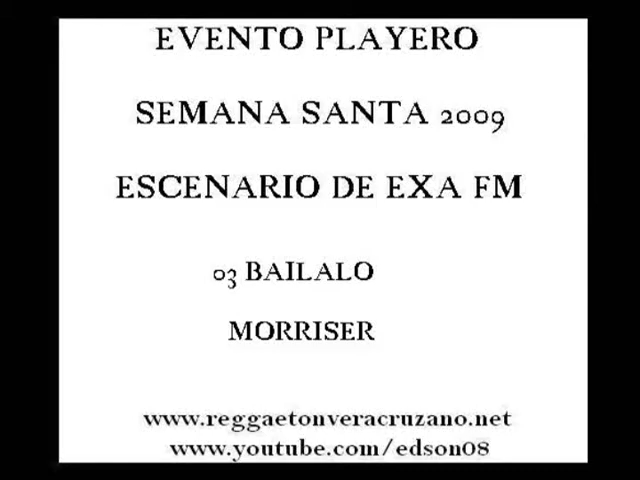 EVENTO PLAYERO
SEMANA SANTA 2009
ESCENARIO DE EXA FM
03 BAILALO
MORRISER
www.reggaetonveracruzano.net
www.youtube.com/edson08